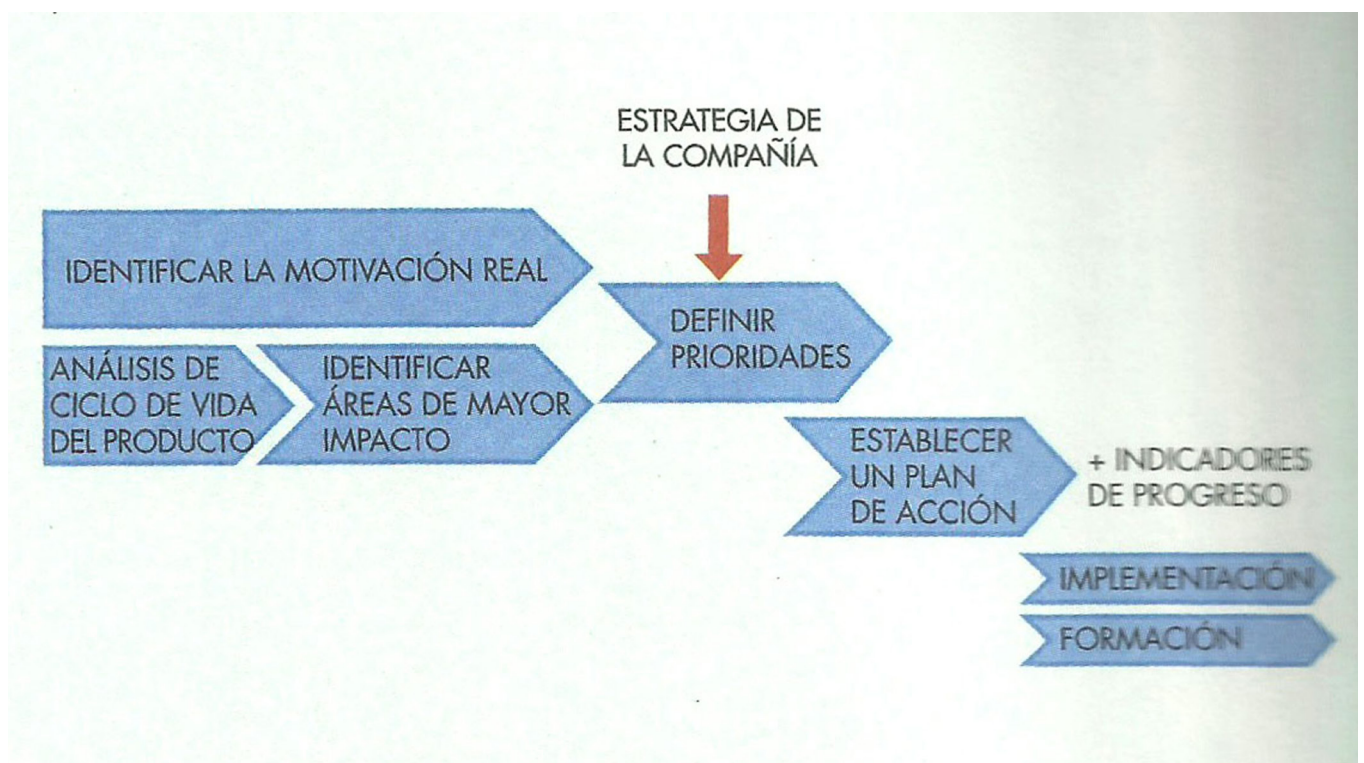 ESTRATEGIA DE
LA COMPAÑÍA
IDENTIFICAR LA MOTIVACIÓN REAL
ANÁLISIS DE
CICLO DE VIDA
DEL PRODUCTO
IDENTIFICAR
ÁREAS DE MAYOR
IMPACTO
DEFINIR
PRIORIDADES
ESTABLECER
UN PLAN
DE ACCIÓN
+ INDICADORES
DE PROGRESO
IMPLEMENTACIÓN
FORMACIÓN